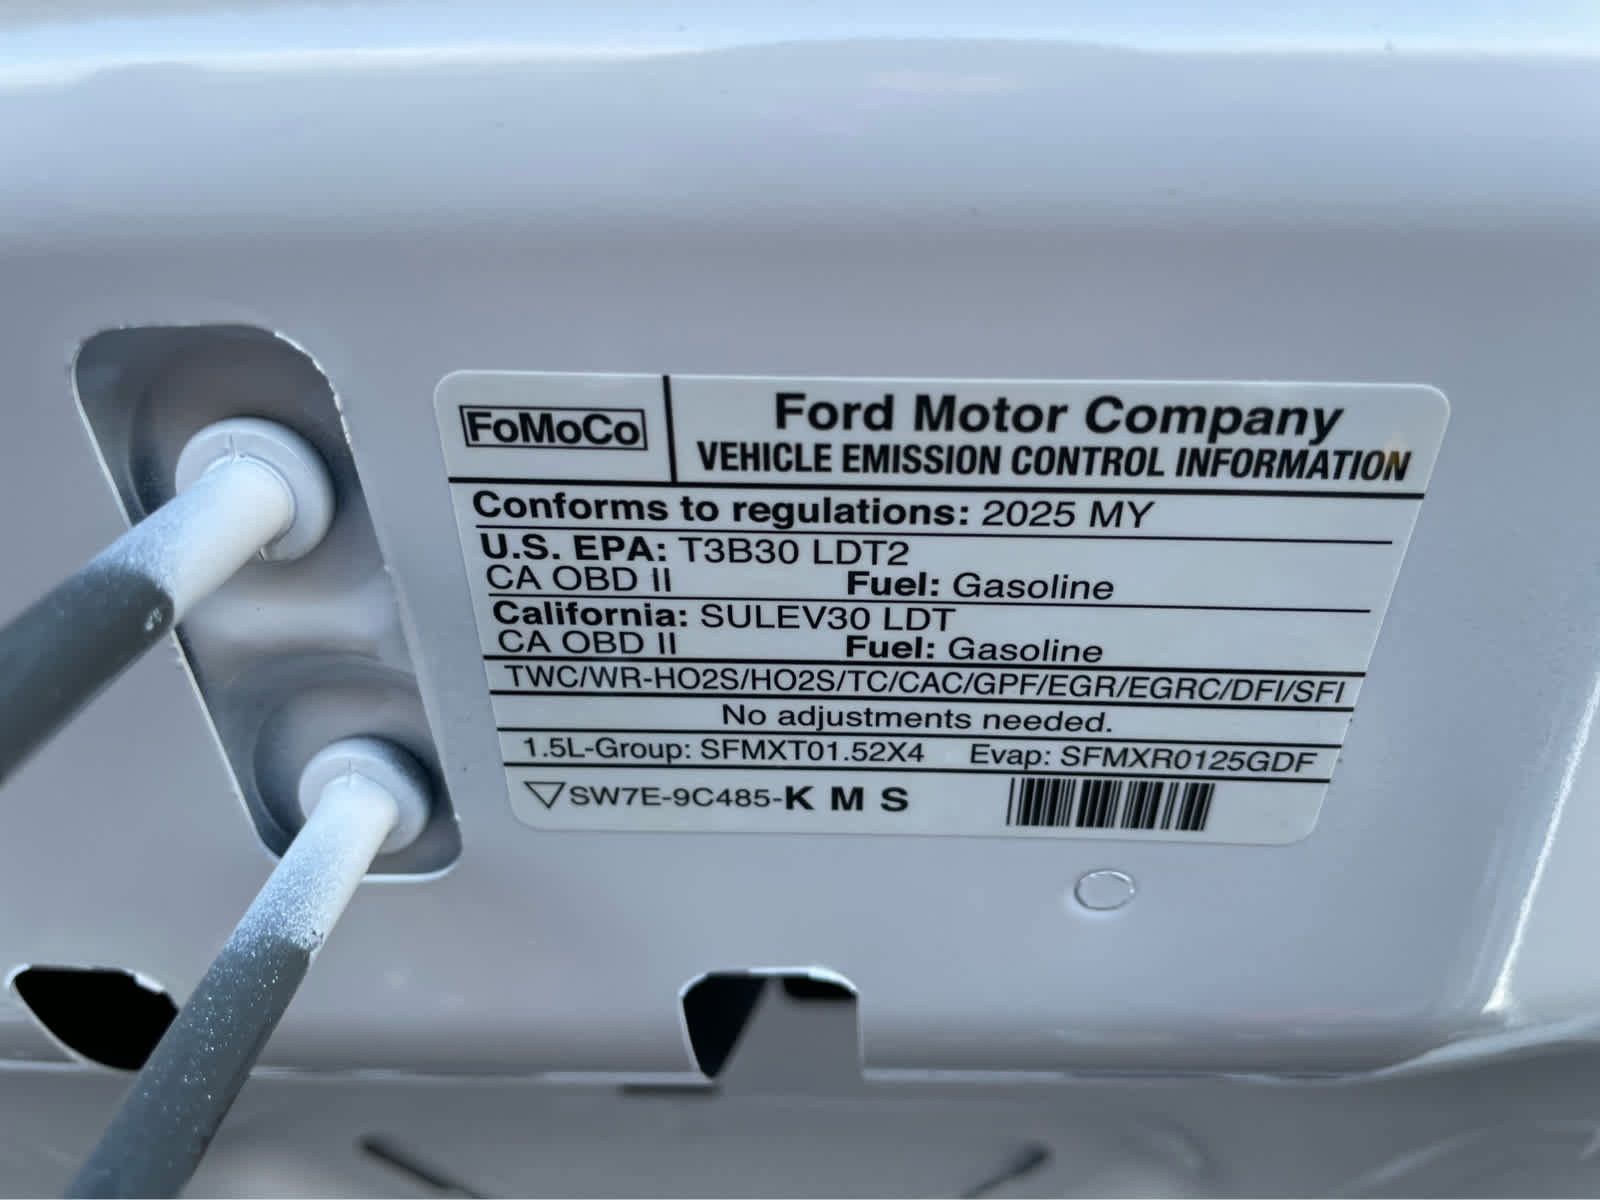 FoMoCo
Ford Motor Company
VEHICLE EMISSION CONTROL INFORMATION
Conforms to regulations: 2025 MY
U.S. EPA: T3B30 LDT2
CA OBD II Fuel: Gasoline
California: SULEV30 LDT
CA OBD II Fuel: Gasoline
TWC/WR-HO2S/HO2S/TC/CAC/GPF/EGR/EGRC/DFI/SFI
No adjustments needed.
1.5L-Group: SFMXT01.52X4 Evap: SFMXR0125GDF
SW7E-9C485-K M S